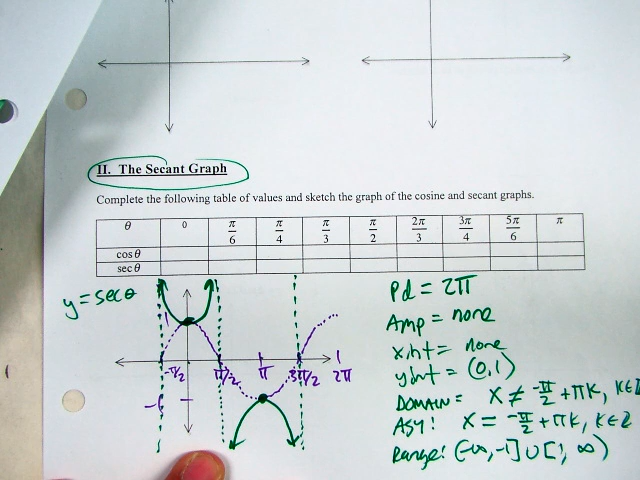 II. The Secant Graph
Complete the following table of values and sketch the graph of the cosine and secant graphs.
θ 0 π/6 π/4 π/3 π/2 2π/3 3π/4 5π/6 π
cos θ
sec θ
y = sec θ
-π/2 π/2 π 3π/2 2π
-1
Pd = 2π
Amp = none
x int = none
y int = (0,1)
DOMAIN = x ≠ -π/2 + πK, K∈Z
ASY: x = -π/2 + πK, K∈Z
Range: (-∞, -1] ∪ [1, ∞)